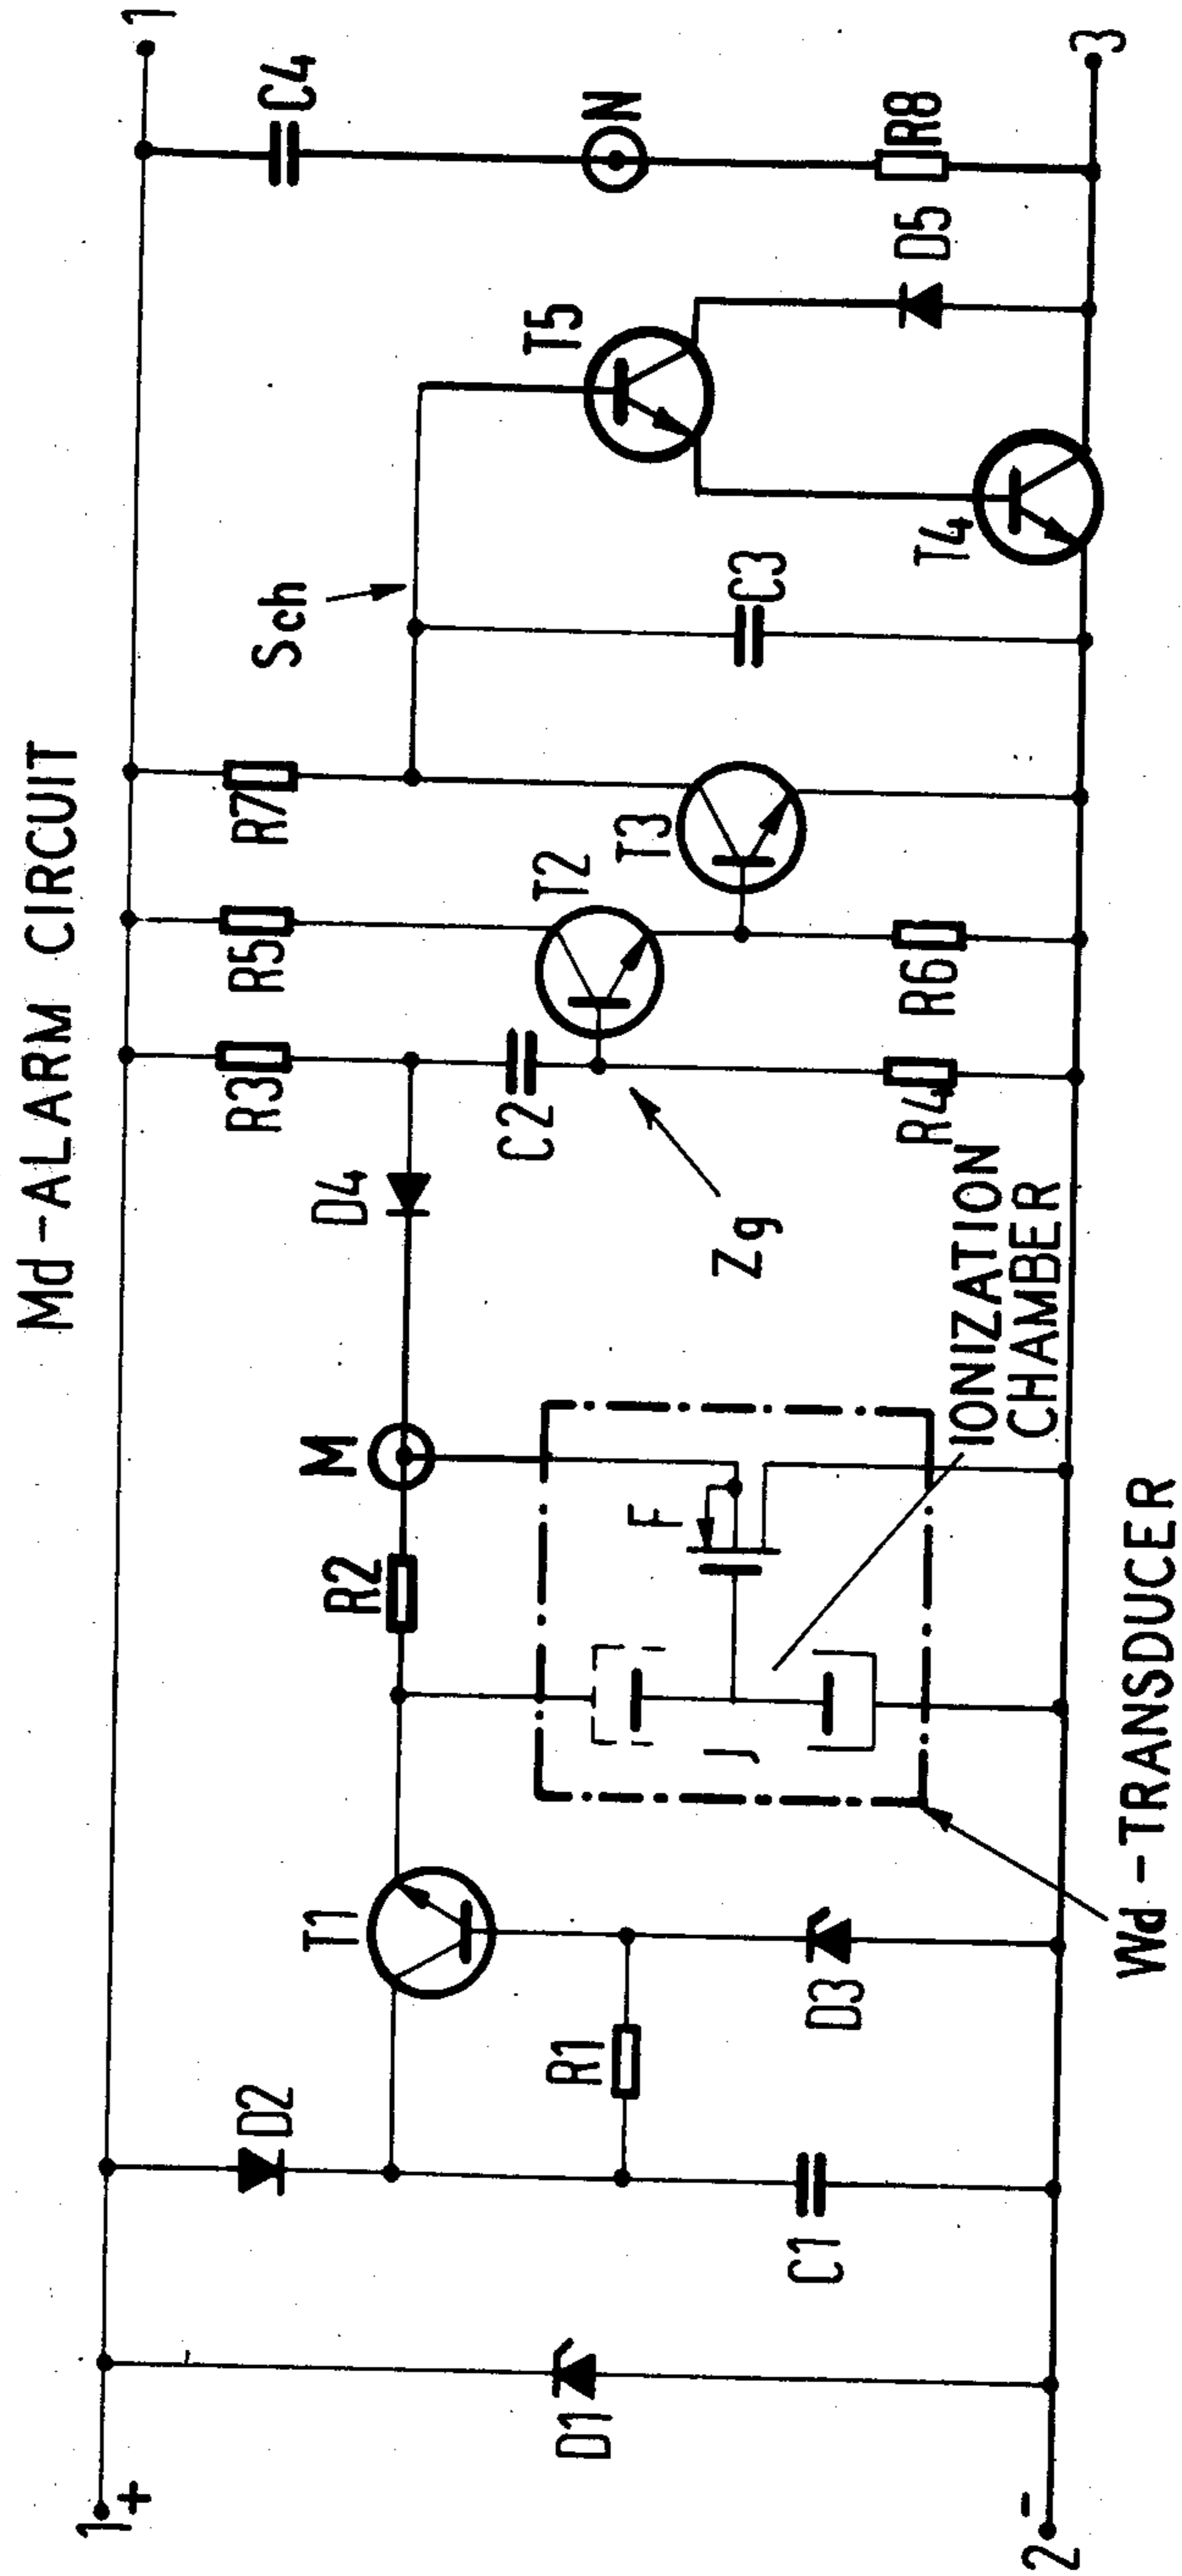 Md-ALARM CIRCUIT
1
+
1
D2
R3
R5
R7
C4
Sch
D4
T1
R2
M
C2
T2
T3
T5
N
D1
R1
F
J
Zg
C3
D5
C1
D3
R4
R6
T4
R8
IONIZATION
CHAMBER
2
-
3
Wd-TRANSDUCER